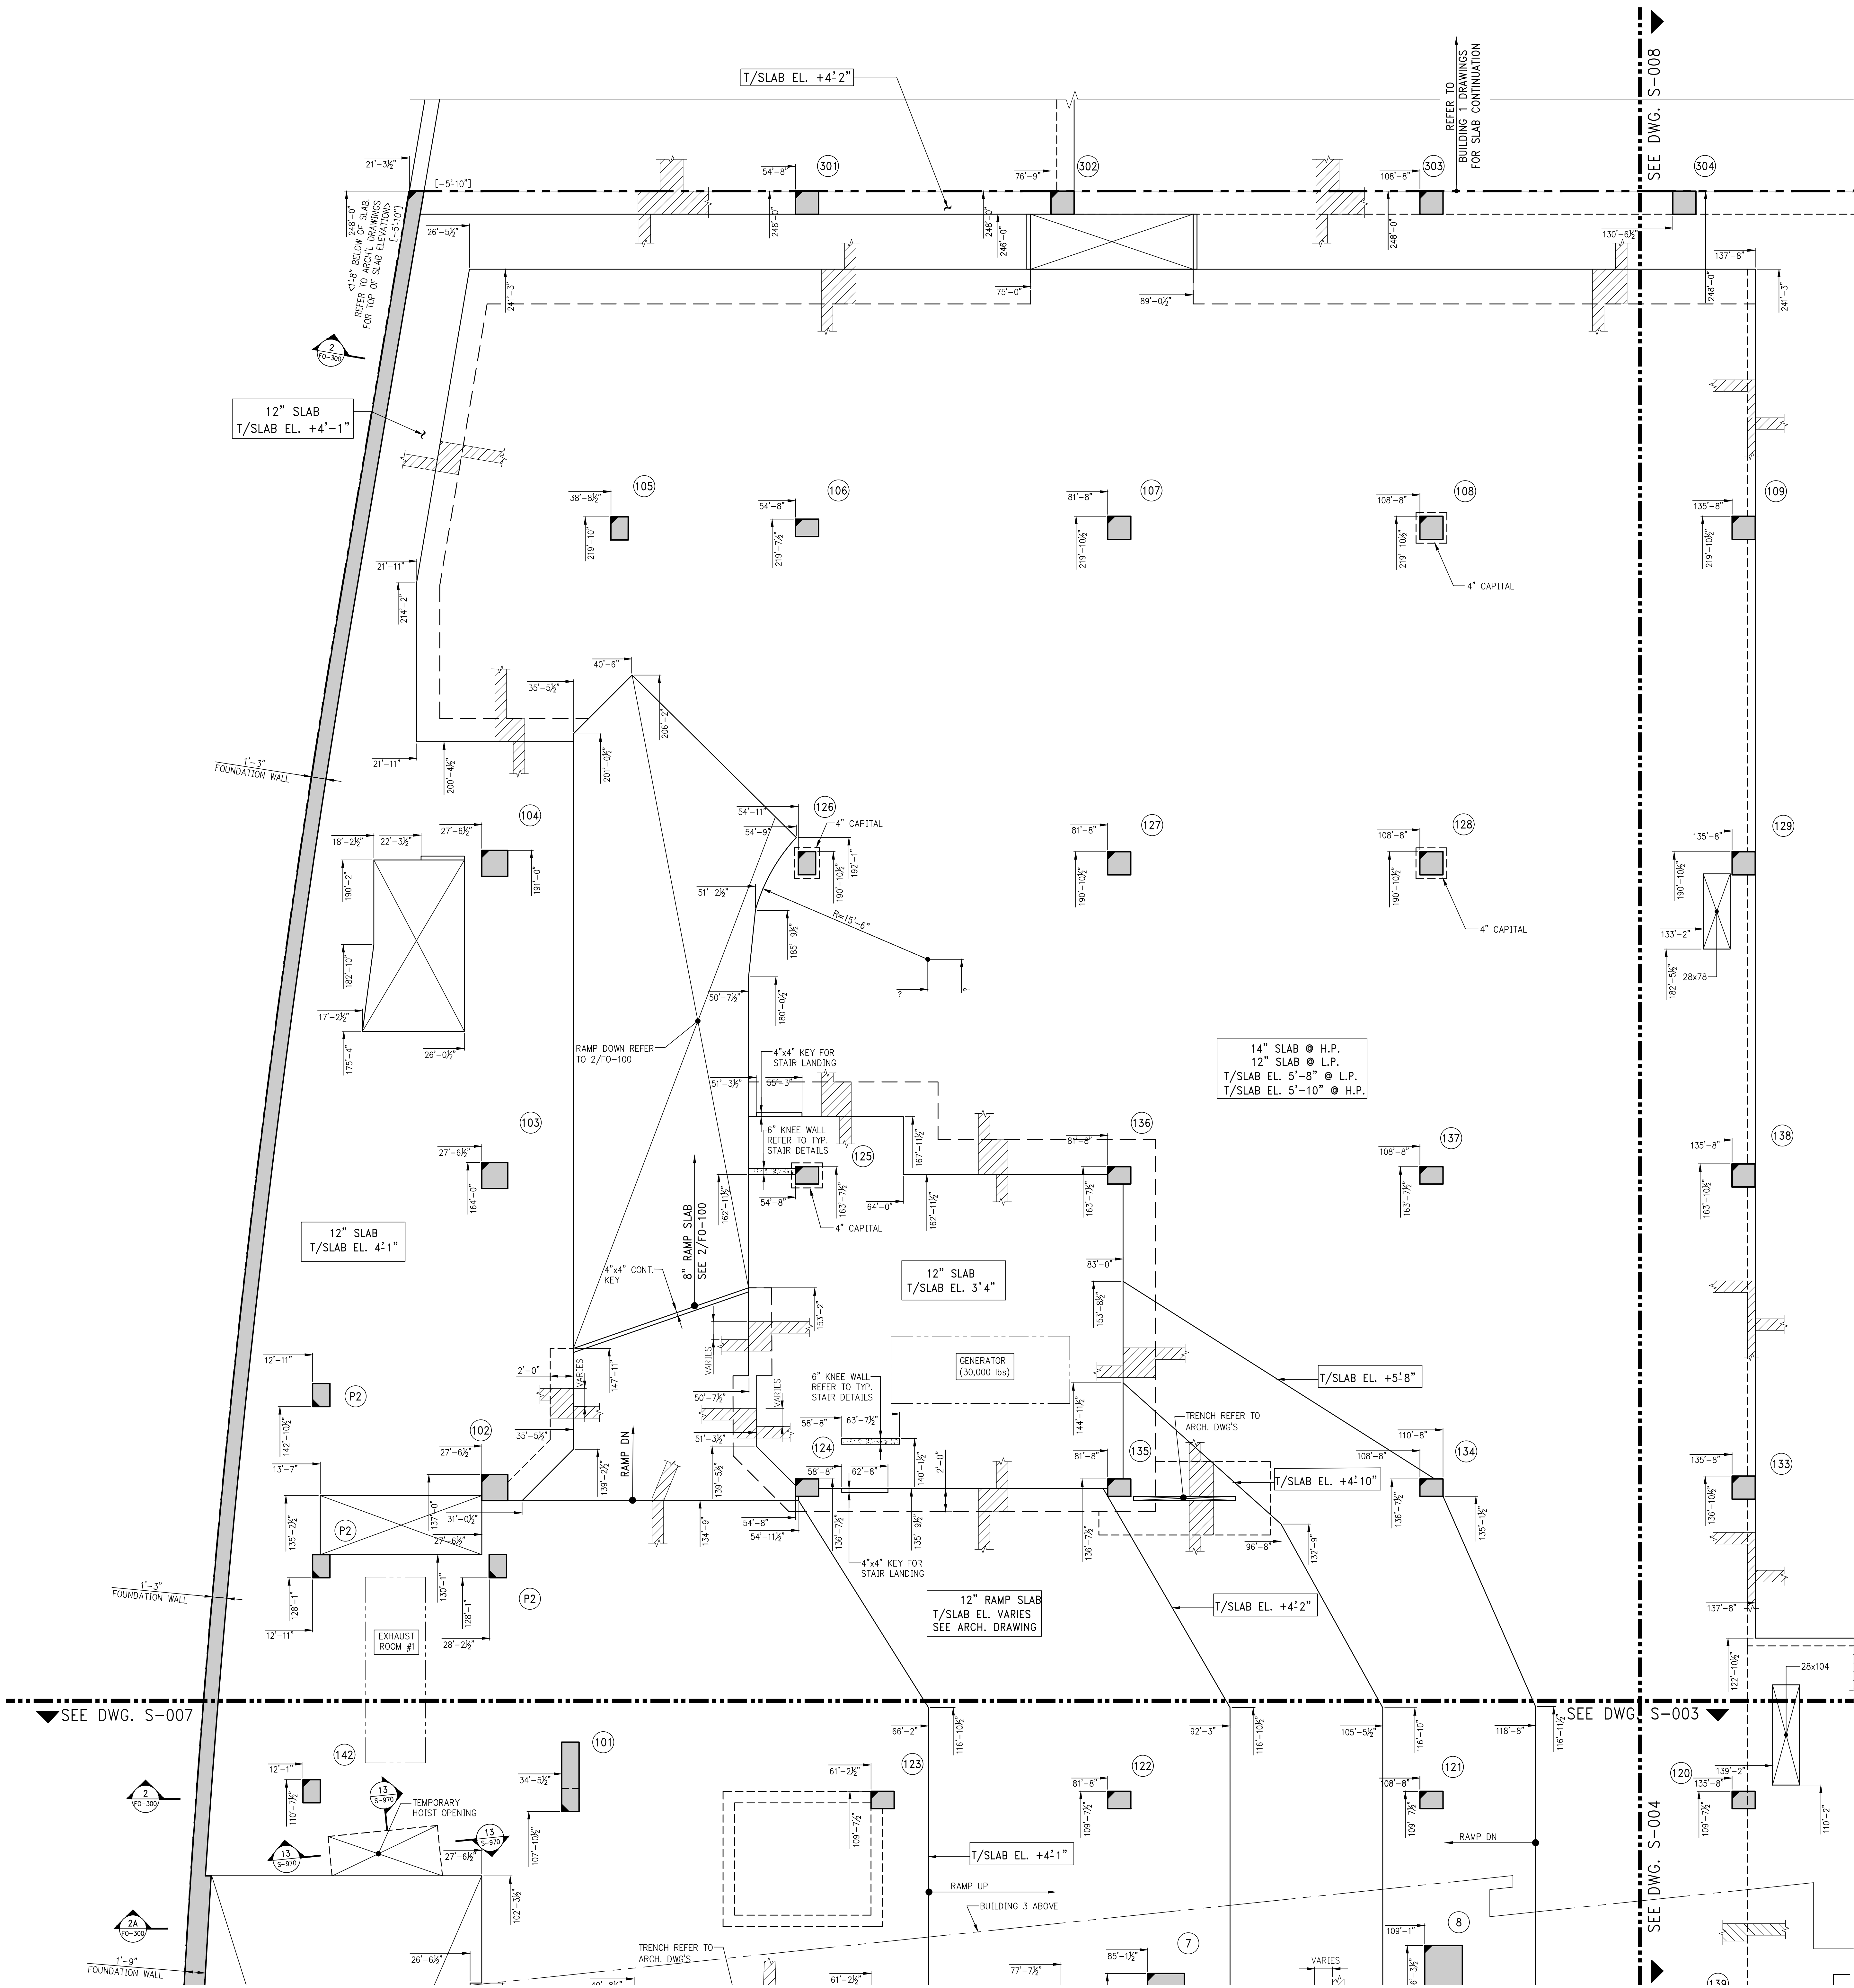 SEE DWG. S-008
REFER TO
BUILDING 1 DRAWINGS
FOR SLAB CONTINUATION
T/SLAB EL. +4'-2"
21'-3½"
[-5'-10"]
54'-8"
301
76'-9"
302
108'-8"
303
304
248'-0"
<1'-8" BELOW OF SLAB.
REFER TO ARCH'L DRAWINGS
FOR TOP OF SLAB ELEVATION>
[-5'-10"]
248'-0"
248'-0"
246'-0"
248'-0"
130'-6½"
248'-0"
137'-8"
26'-5½"
241'-3"
75'-0"
89'-0½"
241'-3"
2
FO-300
12" SLAB
T/SLAB EL. +4'-1"
38'-8½"
105
54'-8"
106
81'-8"
107
108'-8"
108
135'-8"
109
219'-10"
219'-7½"
219'-10½"
219'-10½"
219'-10½"
4" CAPITAL
21'-11"
214'-2"
40'-6"
35'-5½"
206'-2"
201'-0½"
21'-11"
200'-4½"
1'-3"
FOUNDATION WALL
104
27'-6½"
18'-2½"
22'-3½"
190'-2"
191'-0"
182'-10"
17'-2½"
175'-4"
26'-0½"
54'-11"
126
54'-9"
4" CAPITAL
192'-1"
190'-10½"
51'-2½"
R=15'-6"
185'-9½"
?
?
50'-7½"
180'-0½"
81'-8"
127
190'-10½"
108'-8"
128
190'-10½"
4" CAPITAL
135'-8"
129
190'-10½"
133'-2"
182'-5½"
28x78
RAMP DOWN REFER
TO 2/FO-100
4"x4" KEY FOR
STAIR LANDING
51'-3½"
55'-3"
14" SLAB @ H.P.
12" SLAB @ L.P.
T/SLAB EL. 5'-8" @ L.P.
T/SLAB EL. 5'-10" @ H.P.
103
27'-6½"
164'-0"
6" KNEE WALL
REFER TO TYP.
STAIR DETAILS
125
167'-11½"
81'-8"
136
108'-8"
137
135'-8"
138
54'-8"
162'-11½"
163'-7½"
64'-0"
162'-11½"
163'-7½"
163'-7½"
163'-10½"
4" CAPITAL
12" SLAB
T/SLAB EL. 4'-1"
8" RAMP SLAB
SEE 2/FO-100
4"x4" CONT.
KEY
12" SLAB
T/SLAB EL. 3'-4"
83'-0"
153'-8½"
153'-2"
VARIES
GENERATOR
(30,000 lbs)
12'-11"
P2
142'-10½"
2'-0"
VARIES
147'-11"
50'-7½"
VARIES
6" KNEE WALL
REFER TO TYP.
STAIR DETAILS
58'-8"
63'-7½"
144'-11½"
T/SLAB EL. +5'-8"
TRENCH REFER TO
ARCH. DWG'S
102
27'-6½"
35'-5½"
RAMP DN
51'-3½"
124
58'-8"
62'-8"
140'-1½"
2'-0"
81'-8"
135
110'-8"
108'-8"
134
135'-8"
133
13'-7"
139'-2½"
139'-5½"
T/SLAB EL. +4'-10"
135'-2½"
P2
137'-0"
31'-0½"
27'-6½"
134'-9"
54'-8"
54'-11½"
136'-7½"
135'-9½"
136'-7½"
96'-8"
132'-9"
136'-7½"
135'-1½"
136'-10½"
4"x4" KEY FOR
STAIR LANDING
1'-3"
FOUNDATION WALL
128'-1"
12'-11"
130'-1"
128'-1"
28'-2½"
P2
EXHAUST
ROOM #1
12" RAMP SLAB
T/SLAB EL. VARIES
SEE ARCH. DRAWING
T/SLAB EL. +4'-2"
137'-8"
122'-10½"
28x104
SEE DWG. S-007
SEE DWG. S-003
66'-2"
116'-10½"
92'-3"
116'-10½"
105'-5½"
116'-10"
118'-8"
116'-11½"
101
142
12'-1"
34'-5½"
110'-7½"
107'-10½"
2
FO-300
13
S-970
TEMPORARY
HOIST OPENING
13
S-970
13
S-970
27'-6½"
102'-3½"
61'-2½"
123
109'-7½"
81'-8"
122
109'-7½"
108'-8"
121
109'-7½"
120
139'-2"
135'-8"
109'-7½"
110'-2"
RAMP DN
SEE DWG. S-004
T/SLAB EL. +4'-1"
RAMP UP
BUILDING 3 ABOVE
2A
FO-300
1'-9"
FOUNDATION WALL
26'-6½"
TRENCH REFER TO
ARCH. DWG'S
61'-2½"
77'-7½"
85'-1½"
7
VARIES
109'-1"
8
139